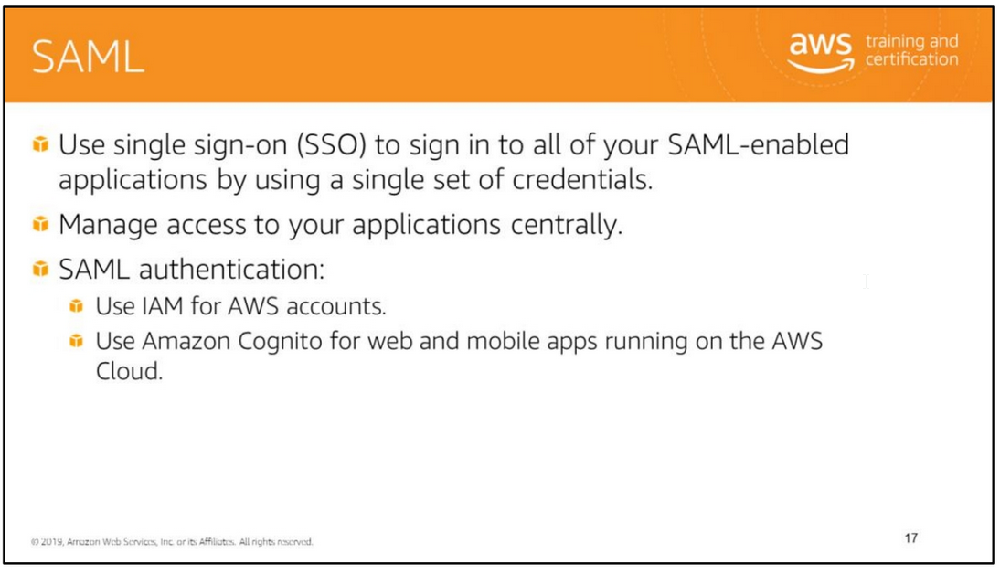 SAML
aws training and
certification
Use single sign-on (SSO) to sign in to all of your SAML-enabled
applications by using a single set of credentials.
Manage access to your applications centrally.
SAML authentication:
Use IAM for AWS accounts.
Use Amazon Cognito for web and mobile apps running on the AWS
Cloud.
© 2019, Amazon Web Services, Inc. or its Affiliates. All rights reserved.
17